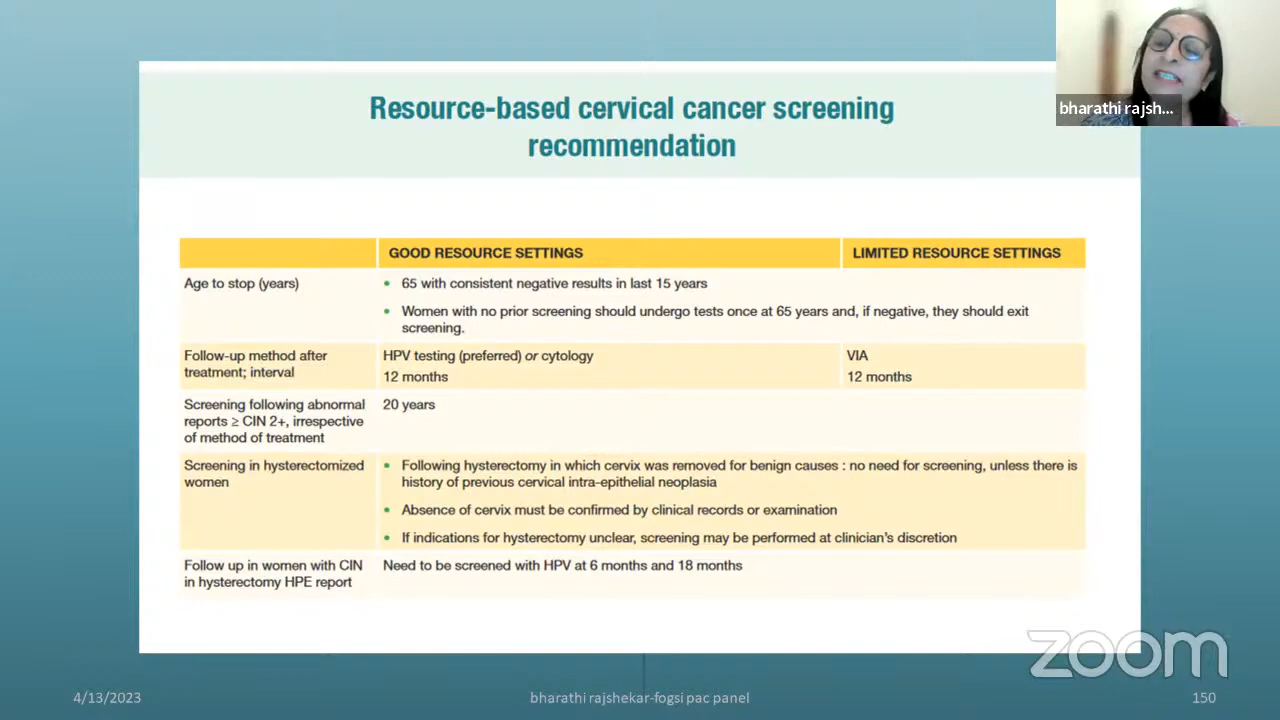 Resource-based cervical cancer screening
recommendation
bharathi rajsh...
GOOD RESOURCE SETTINGS
LIMITED RESOURCE SETTINGS
Age to stop (years)
• 65 with consistent negative results in last 15 years
• Women with no prior screening should undergo tests once at 65 years and, if negative, they should exit
screening.
Follow-up method after
treatment; interval
HPV testing (preferred) or cytology
12 months
VIA
12 months
Screening following abnormal
reports ≥ CIN 2+, irrespective
of method of treatment
20 years
Screening in hysterectomized
women
• Following hysterectomy in which cervix was removed for benign causes : no need for screening, unless there is
history of previous cervical intra-epithelial neoplasia
• Absence of cervix must be confirmed by clinical records or examination
• If indications for hysterectomy unclear, screening may be performed at clinician's discretion
Follow up in women with CIN
in hysterectomy HPE report
Need to be screened with HPV at 6 months and 18 months
zoom
4/13/2023
bharathi rajshekar-fogsi pac panel
150